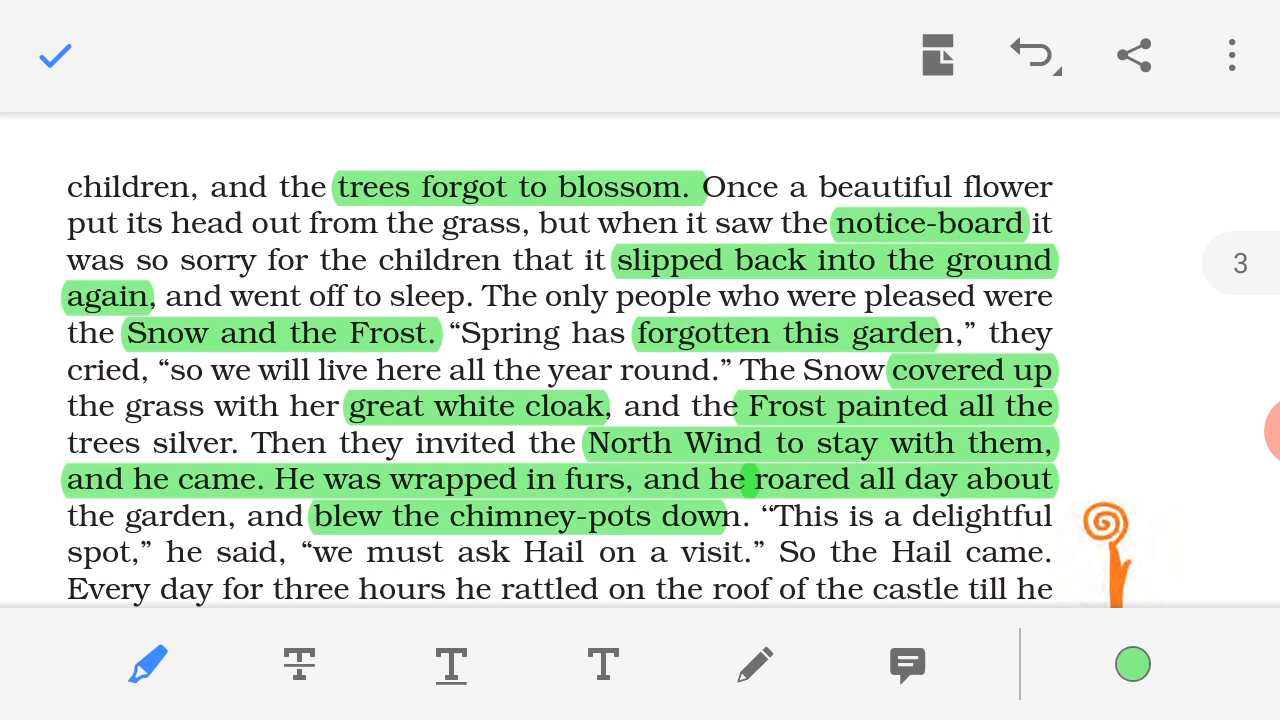 children, and the trees forgot to blossom. Once a beautiful flower
put its head out from the grass, but when it saw the notice-board it
was so sorry for the children that it slipped back into the ground
again, and went off to sleep. The only people who were pleased were
the Snow and the Frost. “Spring has forgotten this garden,” they
cried, “so we will live here all the year round.” The Snow covered up
the grass with her great white cloak, and the Frost painted all the
trees silver. Then they invited the North Wind to stay with them,
and he came. He was wrapped in furs, and he roared all day about
the garden, and blew the chimney-pots down. “This is a delightful
spot,” he said, “we must ask Hail on a visit.” So the Hail came.
Every day for three hours he rattled on the roof of the castle till he
3